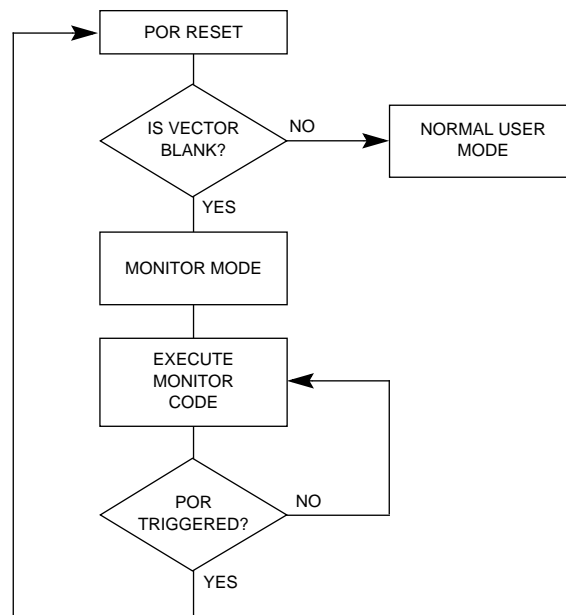 POR RESET
IS VECTOR
BLANK?
NO
NORMAL USER
MODE
YES
MONITOR MODE
EXECUTE
MONITOR
CODE
POR
TRIGGERED?
NO
YES